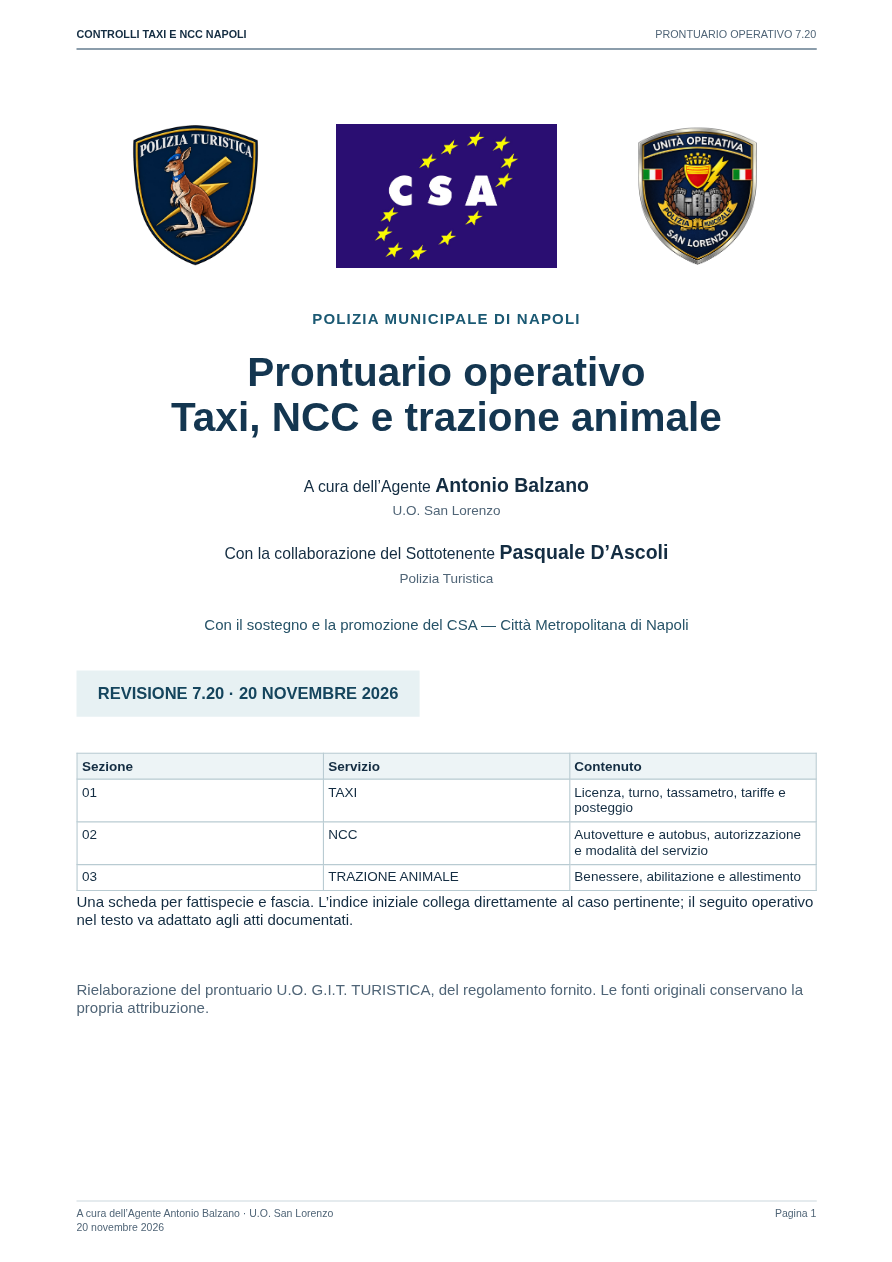 CONTROLLI TAXI E NCC NAPOLI
PRONTUARIO OPERATIVO 7.20
POLIZIA TURISTICA
CSA
UNITÀ OPERATIVA
POLIZIA MUNICIPALE
SAN LORENZO
POLIZIA MUNICIPALE DI NAPOLI
Prontuario operativo
Taxi, NCC e trazione animale
A cura dell’Agente Antonio Balzano
U.O. San Lorenzo
Con la collaborazione del Sottotenente Pasquale D’Ascoli
Polizia Turistica
Con il sostegno e la promozione del CSA — Città Metropolitana di Napoli
REVISIONE 7.20 · 20 NOVEMBRE 2026
Sezione Servizio Contenuto
01 TAXI Licenza, turno, tassametro, tariffe e
posteggio
02 NCC Autovetture e autobus, autorizzazione
e modalità del servizio
03 TRAZIONE ANIMALE Benessere, abilitazione e allestimento
Una scheda per fattispecie e fascia. L’indice iniziale collega direttamente al caso pertinente; il seguito operativo
nel testo va adattato agli atti documentati.
Rielaborazione del prontuario U.O. G.I.T. TURISTICA, del regolamento fornito. Le fonti originali conservano la
propria attribuzione.
A cura dell’Agente Antonio Balzano · U.O. San Lorenzo
20 novembre 2026
Pagina 1